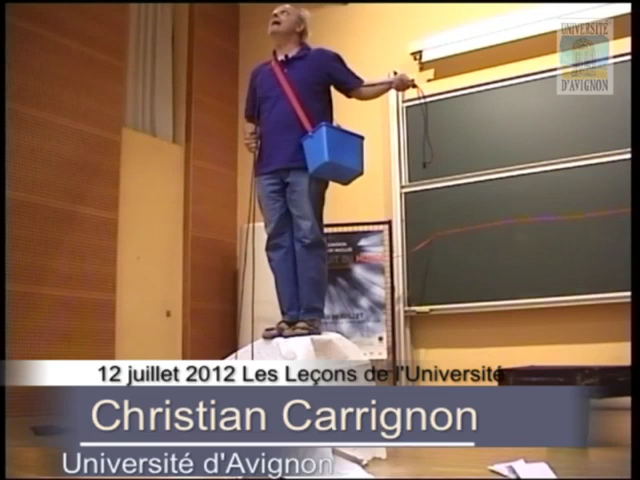 UNIVERSITÉ
D'AVIGNON
12 juillet 2012 Les Leçons de l'Université
Christian Carrignon
Université d'Avignon